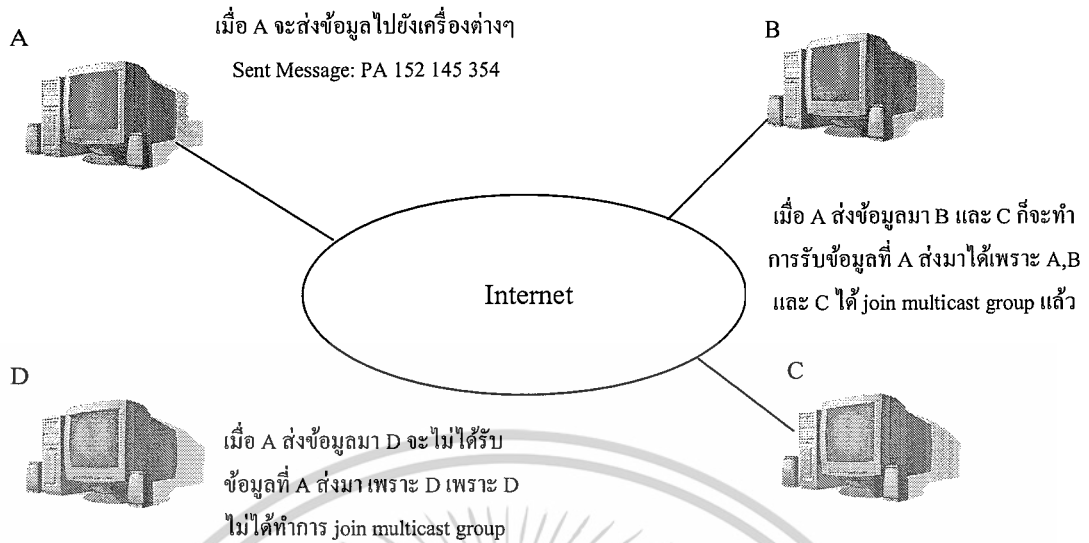 A
เมื่อ A จะส่งข้อมูลไปยังเครื่องต่างๆ
Sent Message: PA 152 145 354
B
เมื่อ A ส่งข้อมูลมา B และ C ก็จะทำ
การรับข้อมูลที่ A ส่งมาได้เพราะ A,B
และ C ได้ join multicast group แล้ว
Internet
D
เมื่อ A ส่งข้อมูลมา D จะไม่ได้รับ
ข้อมูลที่ A ส่งมา เพราะ D เพราะ D
ไม่ได้ทำการ join multicast group
C